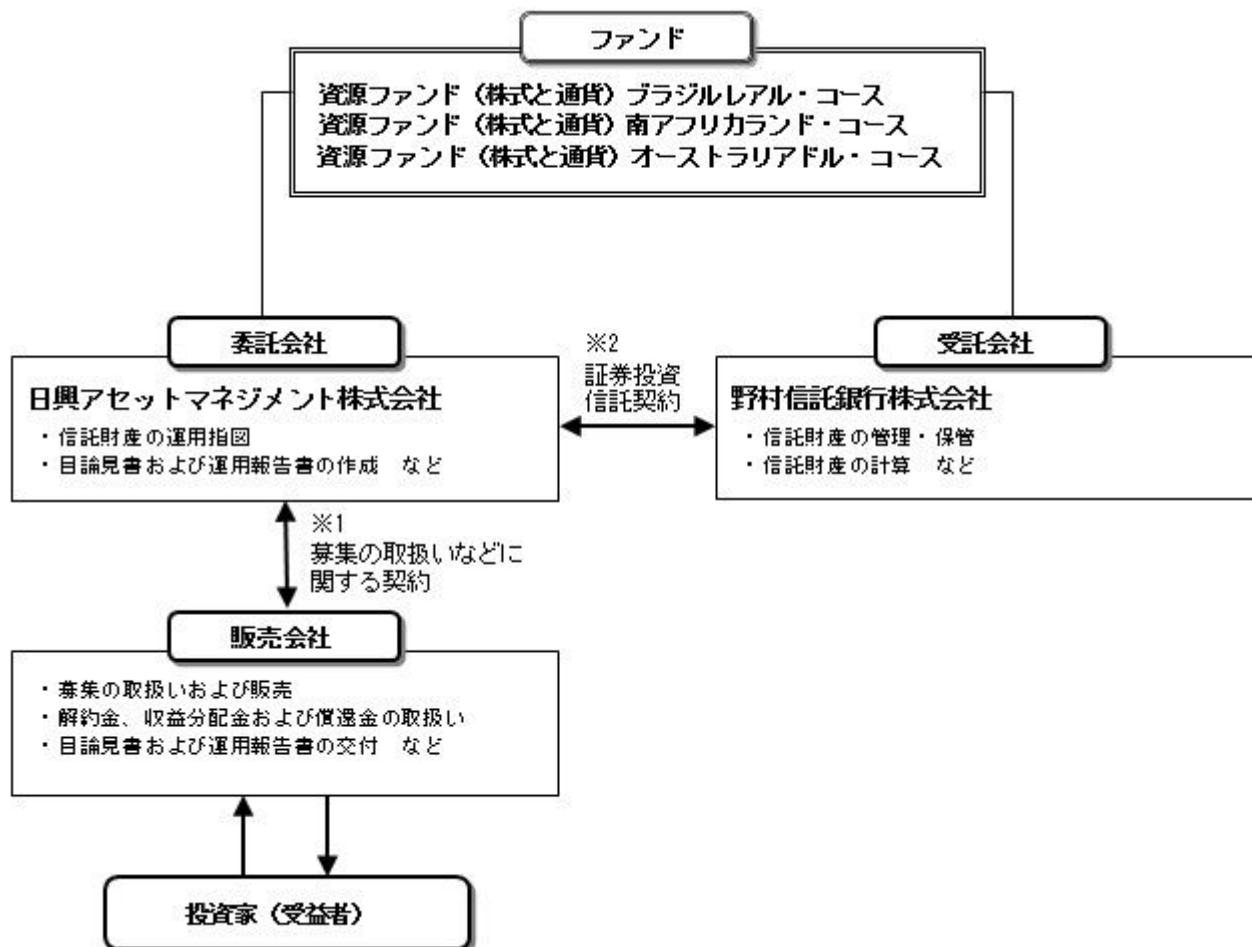 ファンド
資源ファンド（株式と通貨）ブラジルレアル・コース
資源ファンド（株式と通貨）南アフリカランド・コース
資源ファンド（株式と通貨）オーストラリアドル・コース
委託会社
日興アセットマネジメント株式会社
・信託財産の運用指図
・目論見書および運用報告書の作成　など
※2
証券投資
信託契約
受託会社
野村信託銀行株式会社
・信託財産の管理・保管
・信託財産の計算　など
※1
募集の取扱いなどに
関する契約
販売会社
・募集の取扱いおよび販売
・解約金、収益分配金および償還金の取扱い
・目論見書および運用報告書の交付　など
投資家（受益者）